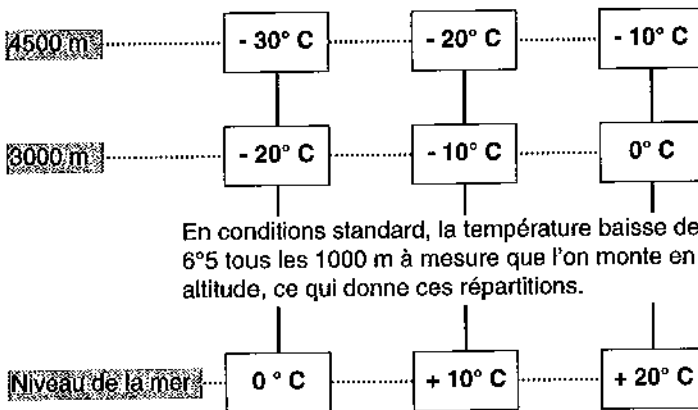 4500 m - 30° C - 20° C - 10° C
3000 m - 20° C - 10° C 0° C
En conditions standard, la température baisse de
6°5 tous les 1000 m à mesure que l'on monte en
altitude, ce qui donne ces répartitions.
Niveau de la mer 0 ° C + 10° C + 20° C